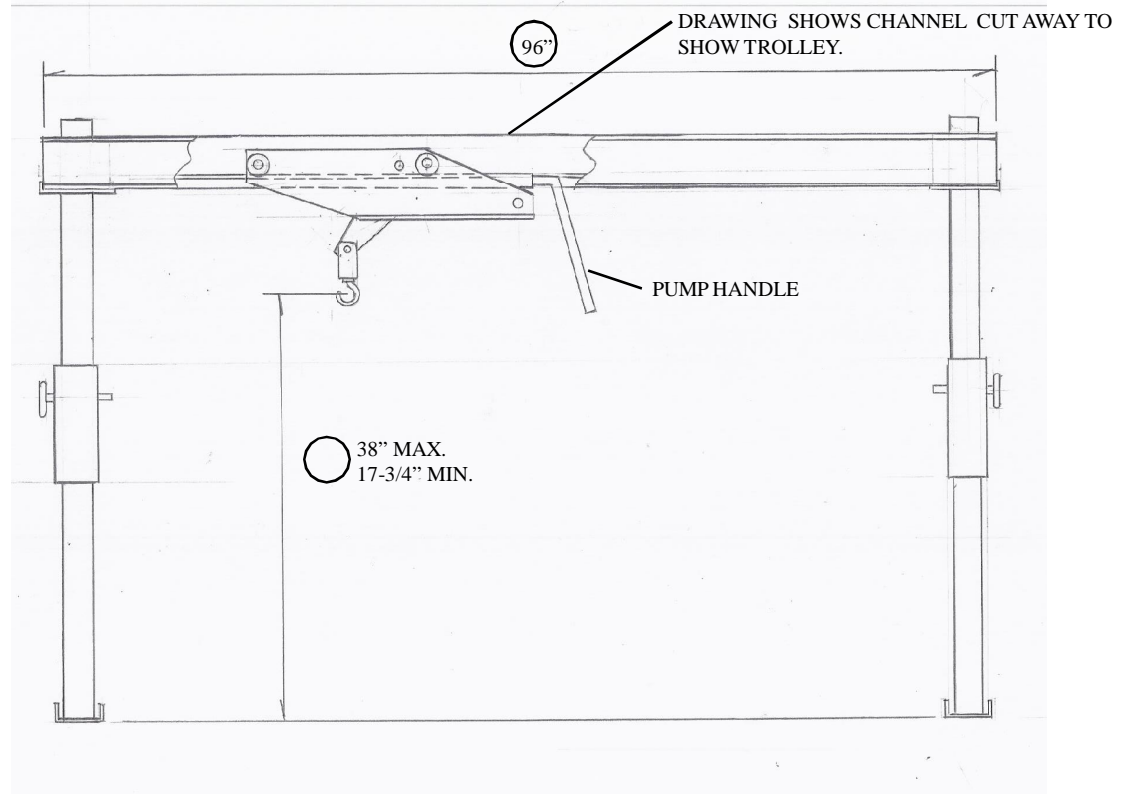 DRAWING SHOWS CHANNEL CUT AWAY TO
SHOW TROLLEY.
96”
PUMP HANDLE
38” MAX.
17-3/4” MIN.